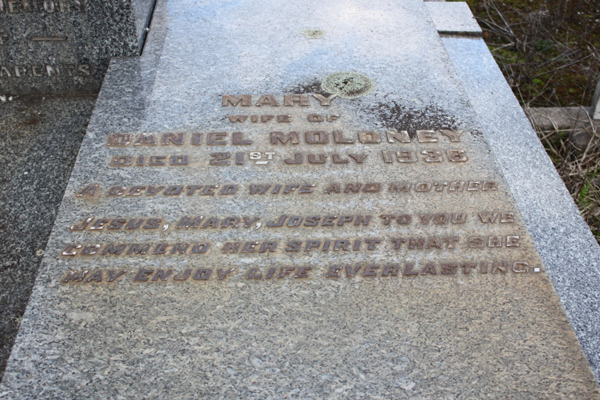 PARENTS
MARY
WIFE OF
DANIEL MOLONEY
DIED 21ST JULY 1936
A DEVOTED WIFE AND MOTHER
JESUS, MARY, JOSEPH TO YOU WE
COMMEND HER SPIRIT THAT SHE
MAY ENJOY LIFE EVERLASTING.